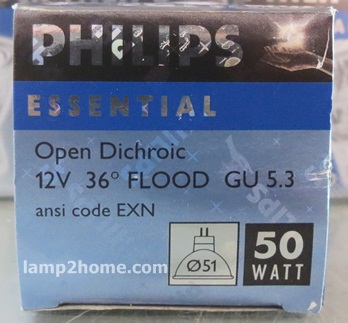 PHILIPS
ESSENTIAL
Open Dichroic
12V 36° FLOOD GU 5.3
ansi code EXN
lamp2home.com
Ø51
50
WATT